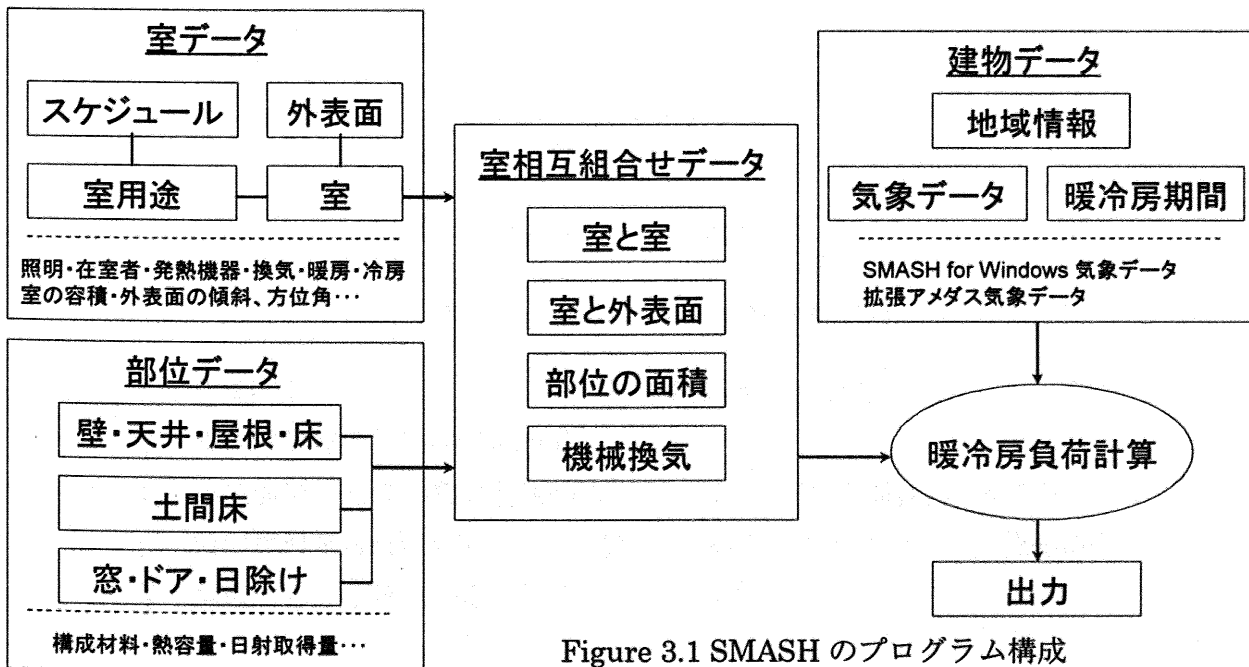 室データ
スケジュール
外表面
室用途
室
照明・在室者・発熱機器・換気・暖房・冷房
室の容積・外表面の傾斜、方位角・・・
部位データ
壁・天井・屋根・床
土間床
窓・ドア・日除け
構成材料・熱容量・日射取得量・・・
室相互組合せデータ
室と室
室と外表面
部位の面積
機械換気
建物データ
地域情報
気象データ
暖冷房期間
SMASH for Windows 気象データ
拡張アメダス気象データ
暖冷房負荷計算
出力
Figure 3.1 SMASH のプログラム構成